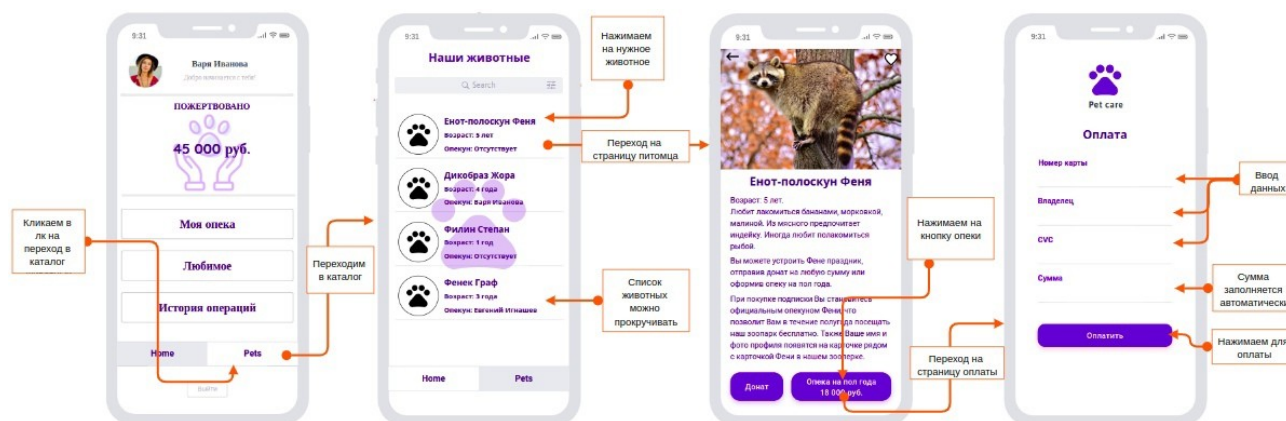 9:31
Варя Иванова
Добро начинается с тебя!
ПОЖЕРТВОВАНО
45 000 руб.
Моя опека
Любимое
История операций
Home
Pets
Выйти
Кликаем в
лк на
переход в
каталог
Переходим
в каталог
9:31
Наши животные
Search
Енот-полоскун Феня
Возраст: 5 лет
Опекун: Отсутствует
Дикобраз Жора
Возраст: 4 года
Опекун: Варя Иванова
Филин Степан
Возраст: 1 год
Опекун: Отсутствует
Фенек Граф
Возраст: 3 года
Опекун: Евгений Игнашев
Home
Pets
Нажимаем
на нужное
животное
Переход на
страницу питомца
Список
животных
можно
прокручивать
9:31
Енот-полоскун Феня
Возраст: 5 лет.
Любит лакомиться бананами, морковкой,
малиной. Из мясного предпочитает
индейку. Иногда любит полакомиться
рыбой.
Вы можете устроить Фене праздник,
отправив донат на любую сумму или
оформив опеку на пол года.
При покупке подписки Вы становитесь
официальным опекуном Фени, что
позволит Вам в течение полугода посещать
наш зоопарк бесплатно. Также Ваше имя и
фото профиля появятся на карточке рядом
с карточкой Фени в нашем зоопарке.
Донат
Опека на пол года
18 000 руб.
Нажимаем на
кнопку опеки
Переход на
страницу оплаты
9:31
Pet care
Оплата
Номер карты
Владелец
CVC
Сумма
Оплатить
Ввод
данных
Сумма
заполняется
автоматически
Нажимаем для
оплаты